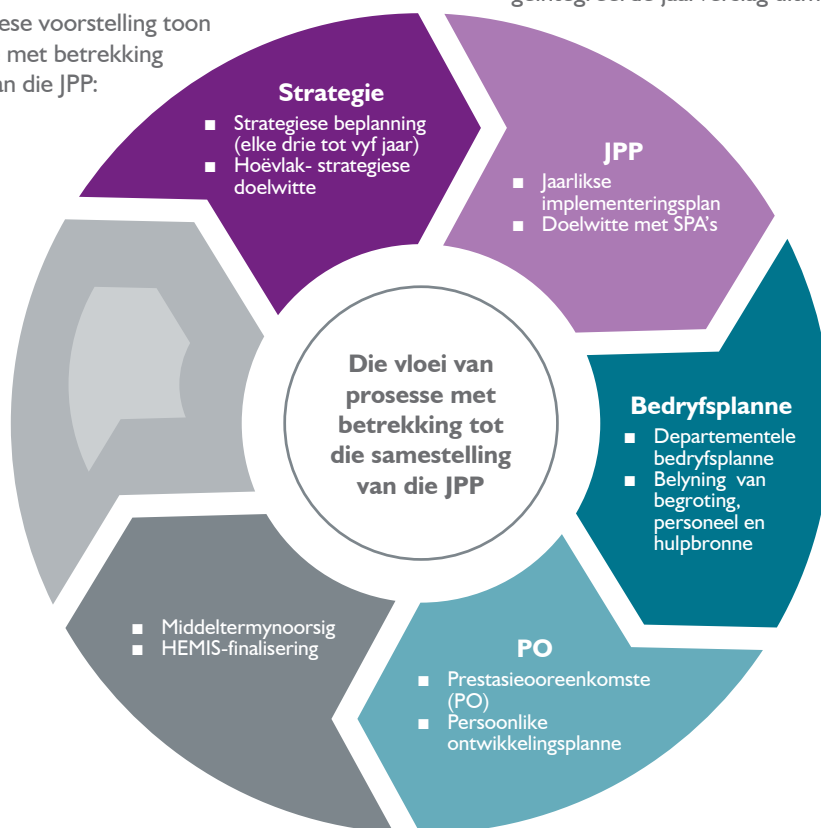 geïntegreerde jaarverslag
voorstelling toon
met betrekking
die JPP:
Strategie
▪ Strategiese beplanning
(elke drie tot vyf jaar)
▪ Hoëvlak- strategiese
doelwitte
JPP
▪ Jaarlikse
implementeringsplan
▪ Doelwitte met SPA's
Bedryfsplanne
▪ Departementele
bedryfsplanne
▪ Belyning van
begroting,
personeel en
hulpbronne
PO
▪ Prestasieooreenkomste
(PO)
▪ Persoonlike
ontwikkelingsplanne
▪ Middeltermynoorsig
▪ HEMIS-finalisering
Die vloei van
prosesse met
betrekking tot
die samestelling
van die JPP